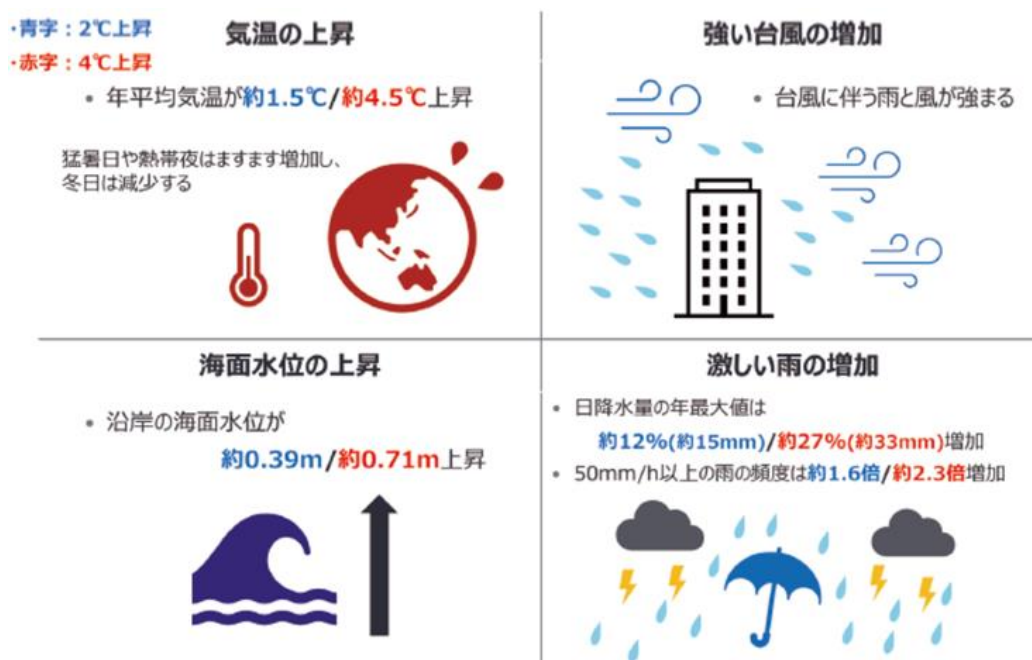 ・青字：2℃上昇
・赤字：4℃上昇
気温の上昇
• 年平均気温が約1.5℃/約4.5℃上昇
猛暑日や熱帯夜はますます増加し、
冬日は減少する
強い台風の増加
• 台風に伴う雨と風が強まる
海面水位の上昇
• 沿岸の海面水位が
約0.39m/約0.71m上昇
激しい雨の増加
• 日降水量の年最大値は
約12%(約15mm)/約27%(約33mm)増加
• 50mm/h以上の雨の頻度は約1.6倍/約2.3倍増加